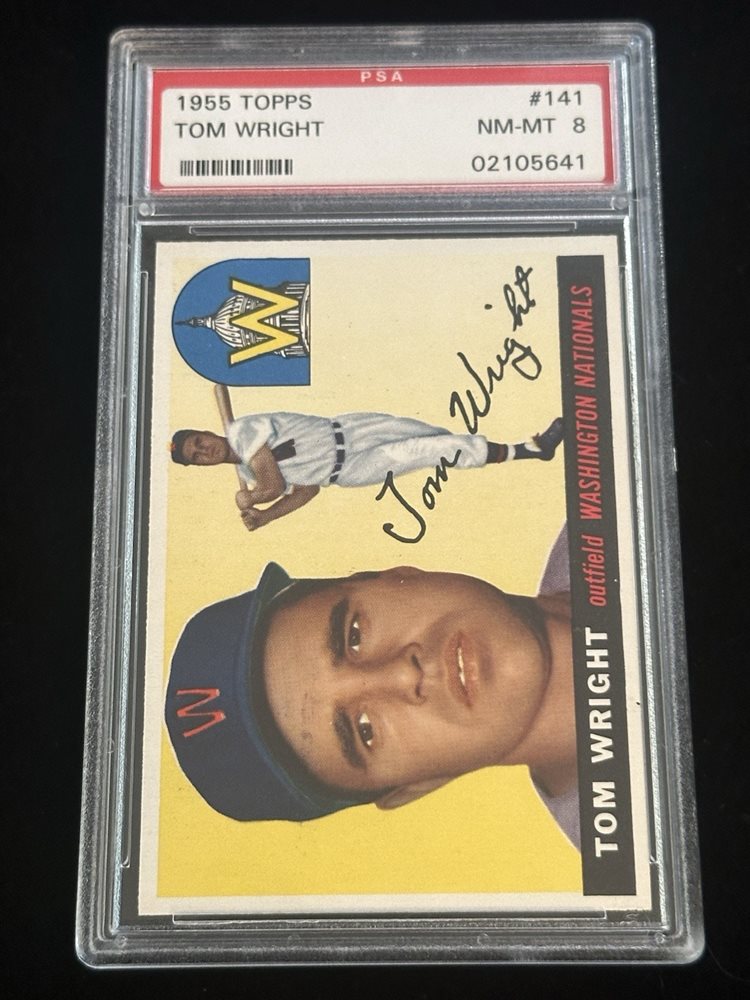 PSA
1955 TOPPS #141
TOM WRIGHT NM-MT 8
02105641
W
Tom Wright
W
TOM WRIGHT outfield WASHINGTON NATIONALS